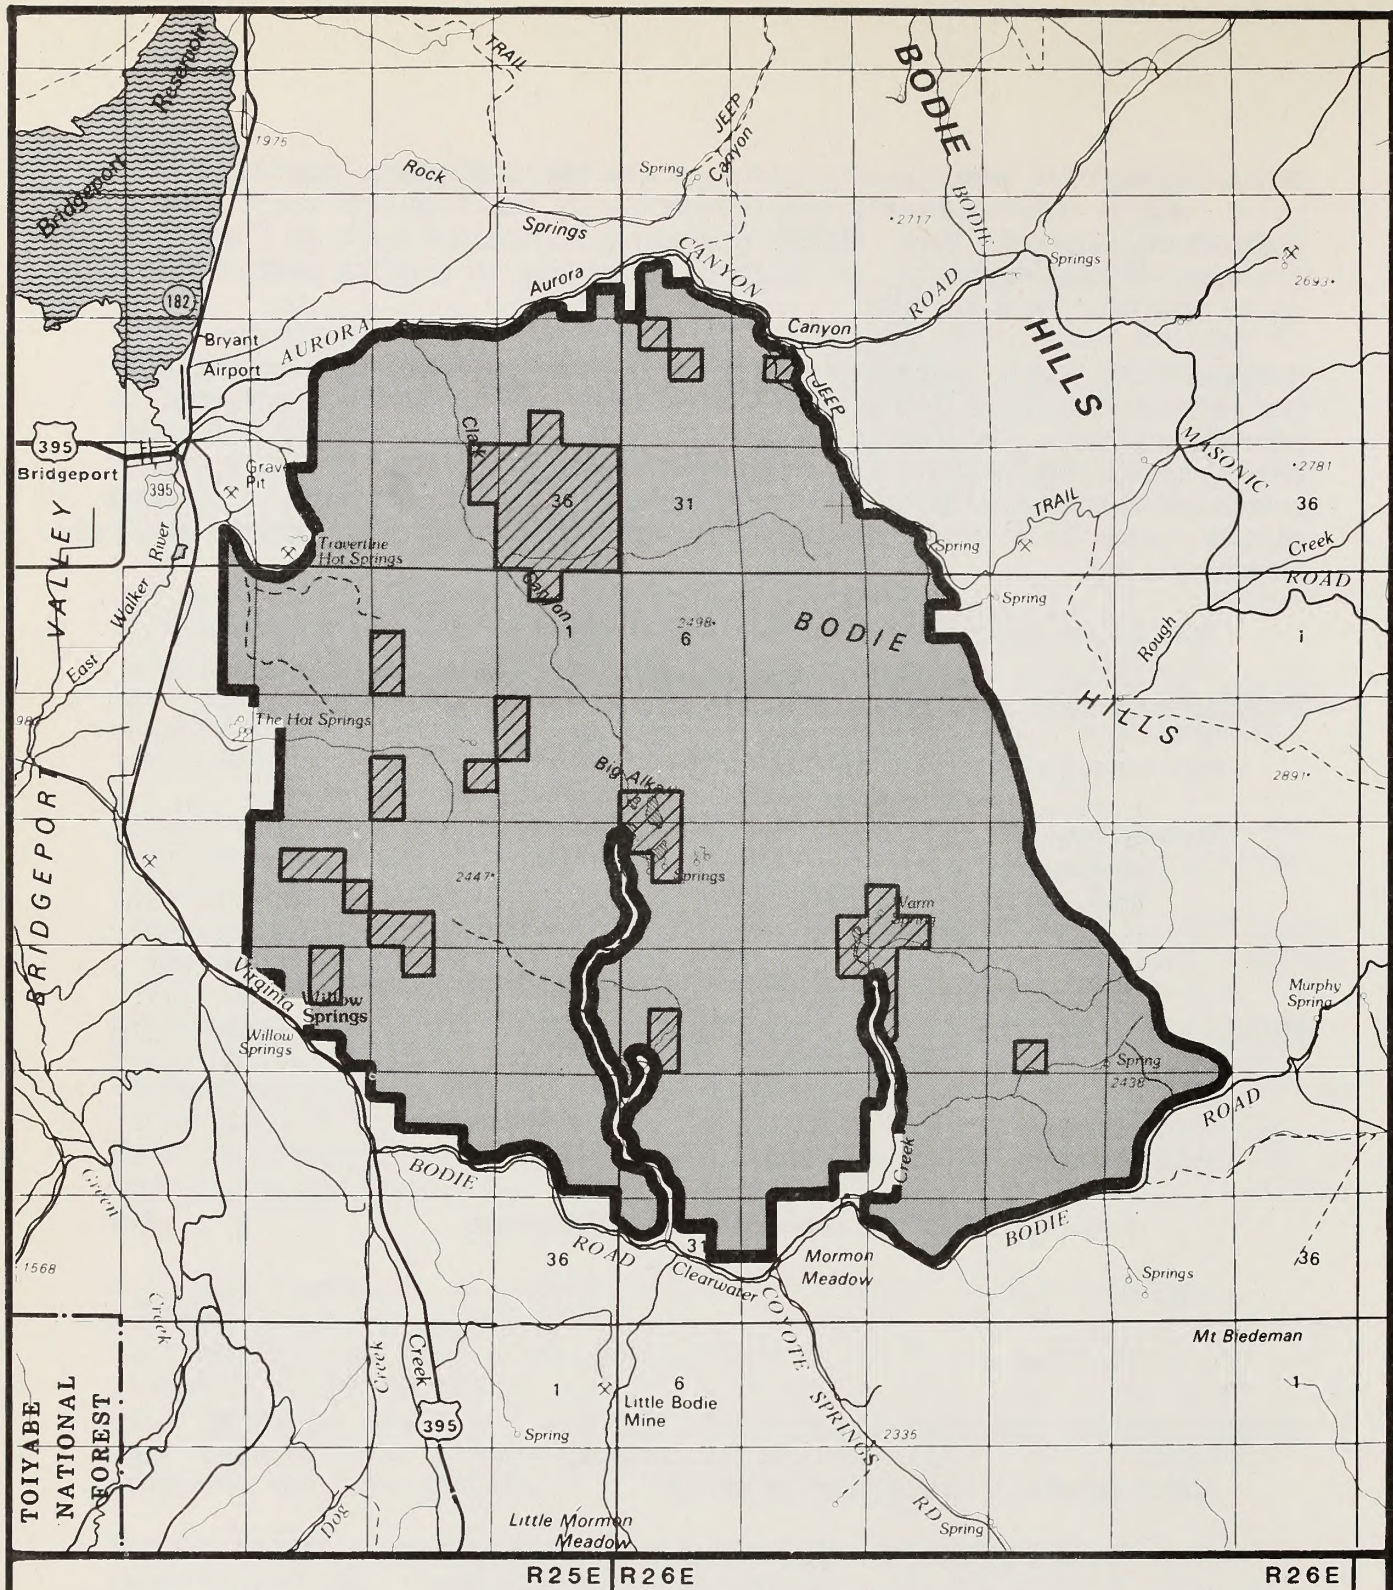 TRAIL
BODIE
Reservoir
Bridgeport
1975
Rock
Springs
JEEP
Canyon
Spring
BODIE
2717
ROAD
Springs
2693
CANYON
Aurora
182
Bryant
Airport
AURORA
Canyon
HILLS
JEEP
395
Bridgeport
395
Gravel
Pit
Clark
36
31
MASONIC
2781
36
TRAIL
Creek
ROAD
Travertine
Hot Springs
Spring
Spring
VALLEY
River
Walker
East
Canyon
1
2498
6
BODIE
Rough
1
HILLS
98
The Hot Springs
2891
BRIDGEPORT
Big Alkali
2447
Springs
Warm
Spring
Virginia
Willow
Springs
Willow
Springs
Murphy
Spring
Spring
2438
ROAD
BODIE
Creek
BODIE
Green
36
ROAD
31
Clearwater
Mormon
Meadow
Springs
36
1568
Creek
COYOTE
Mt Biedeman
Creek
Creek
1
6
Little Bodie
Mine
1
TOIYABE
NATIONAL
FOREST
395
Spring
SPRINGS
2335
Dog
Little Mormon
Meadow
RD
Spring
R25E
R26E
R26E